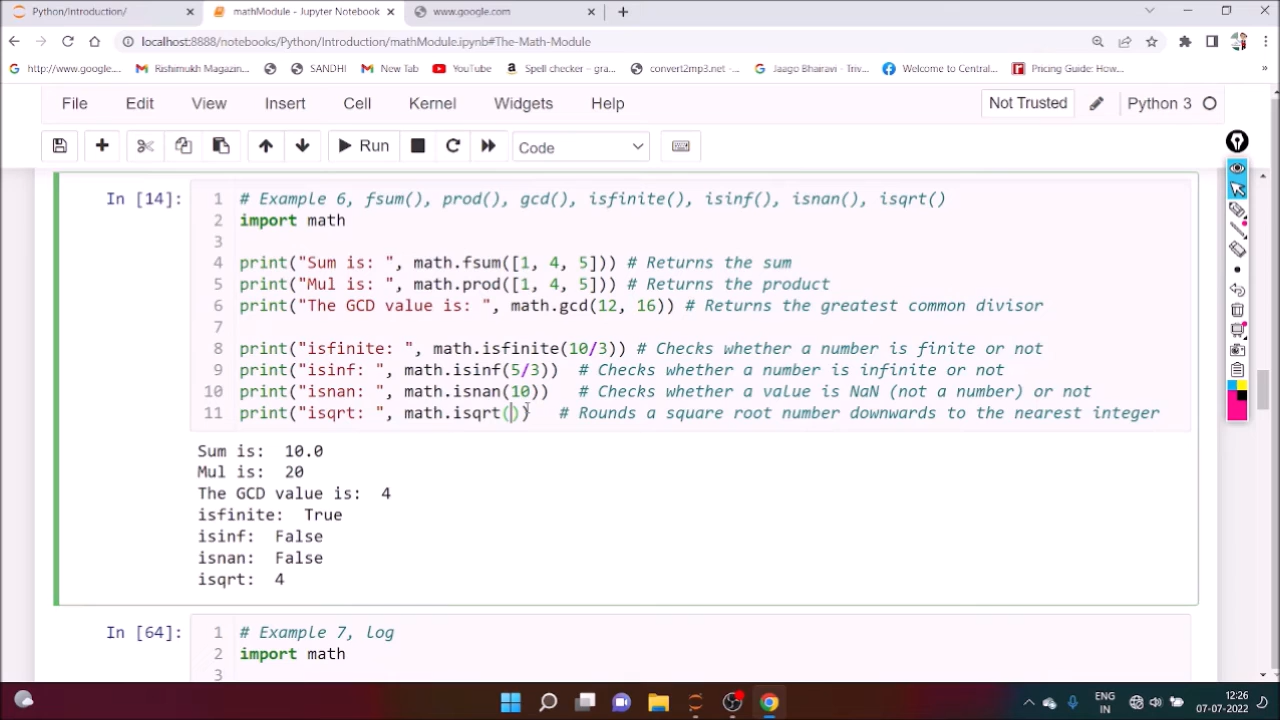 Python/Introduction/
mathModule - Jupyter Notebook
www.google.com
localhost:8888/notebooks/Python/Introduction/mathModule.ipynb#The-Math-Module
http://www.google....
Rishimukh Magazin...
SANDHI
New Tab
YouTube
Spell checker – gra...
convert2mp3.net –...
Jaago Bhairavi - Triv...
Welcome to Central...
Pricing Guide: How...
»
File Edit View Insert Cell Kernel Widgets Help
Not Trusted
Python 3
Run
Code
In [14]:
1 # Example 6, fsum(), prod(), gcd(), isfinite(), isinf(), isnan(), isqrt()
2 import math
3
4 print("Sum is: ", math.fsum([1, 4, 5])) # Returns the sum
5 print("Mul is: ", math.prod([1, 4, 5])) # Returns the product
6 print("The GCD value is: ", math.gcd(12, 16)) # Returns the greatest common divisor
7
8 print("isfinite: ", math.isfinite(10/3)) # Checks whether a number is finite or not
9 print("isinf: ", math.isinf(5/3)) # Checks whether a number is infinite or not
10 print("isnan: ", math.isnan(10)) # Checks whether a value is NaN (not a number) or not
11 print("isqrt: ", math.isqrt()) # Rounds a square root number downwards to the nearest integer
Sum is: 10.0
Mul is: 20
The GCD value is: 4
isfinite: True
isinf: False
isnan: False
isqrt: 4
In [64]:
1 # Example 7, log
2 import math
3
ENG
IN
12:26
07-07-2022